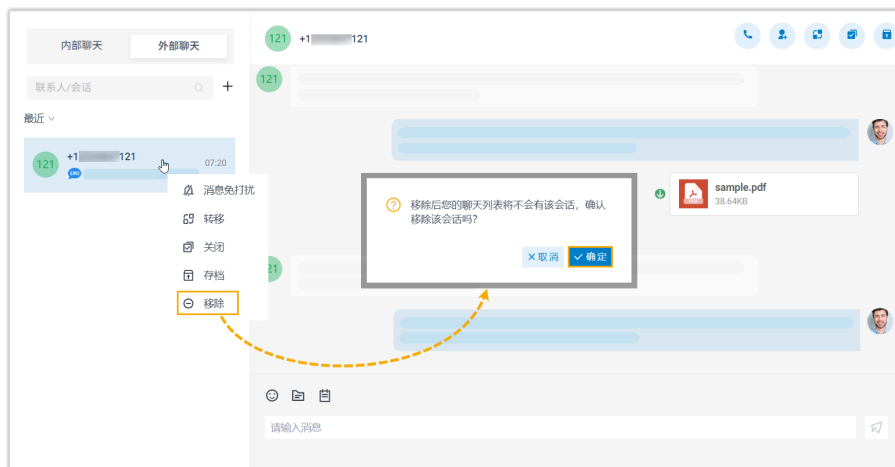 内部聊天
外部聊天
联系人/会话
最近
121
+1 121
07:20
消息免打扰
转移
关闭
存档
移除
121
+1 121
121
sample.pdf
38.64KB
移除后您的聊天列表将不会有该会话，确认
移除该会话吗？
取消
确定
21
请输入消息